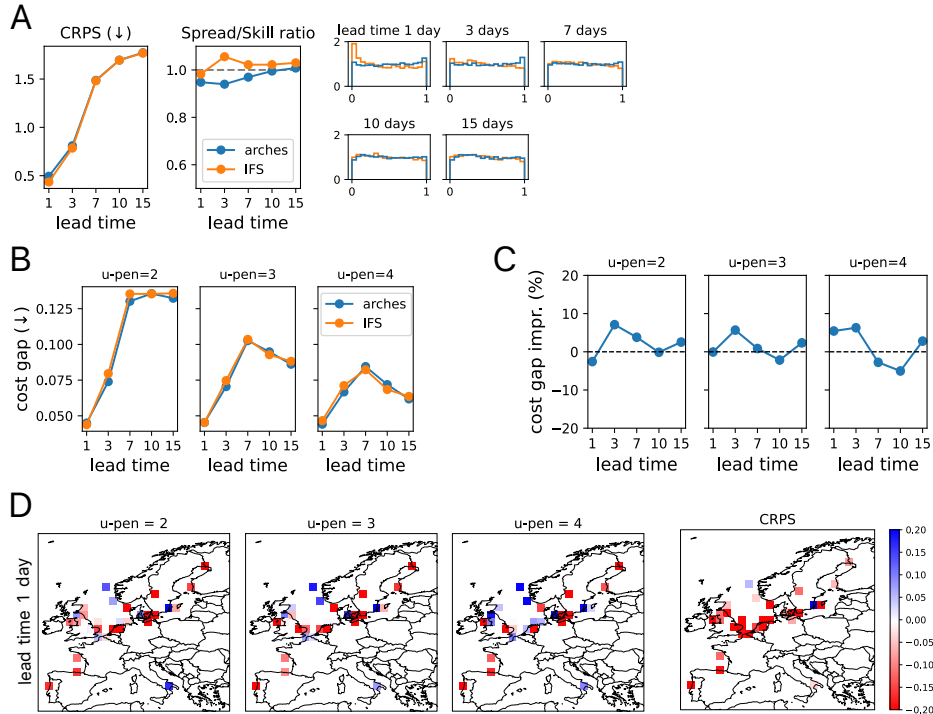 A
CRPS (↓)
Spread/Skill ratio
lead time 1 day
3 days
7 days
1.5
1.0
0.5
1 3 7 10 15
lead time
1.0
0.8
0.6
arches
IFS
1 3 7 10 15
lead time
2
0
0 1
0 1
0 1
10 days
15 days
2
0
0 1
0 1
B
u-pen=2
u-pen=3
u-pen=4
cost gap (↓)
0.125
0.100
0.075
0.050
arches
IFS
1 3 7 10 15
1 3 7 10 15
1 3 7 10 15
lead time
lead time
lead time
C
u-pen=2
u-pen=3
u-pen=4
cost gap impr. (%)
20
10
0
−10
−20
1 3 7 10 15
1 3 7 10 15
1 3 7 10 15
lead time
lead time
lead time
D
lead time 1 day
u-pen = 2
u-pen = 3
u-pen = 4
CRPS
0.20
0.15
0.10
0.05
0.00
−0.05
−0.10
−0.15
−0.20